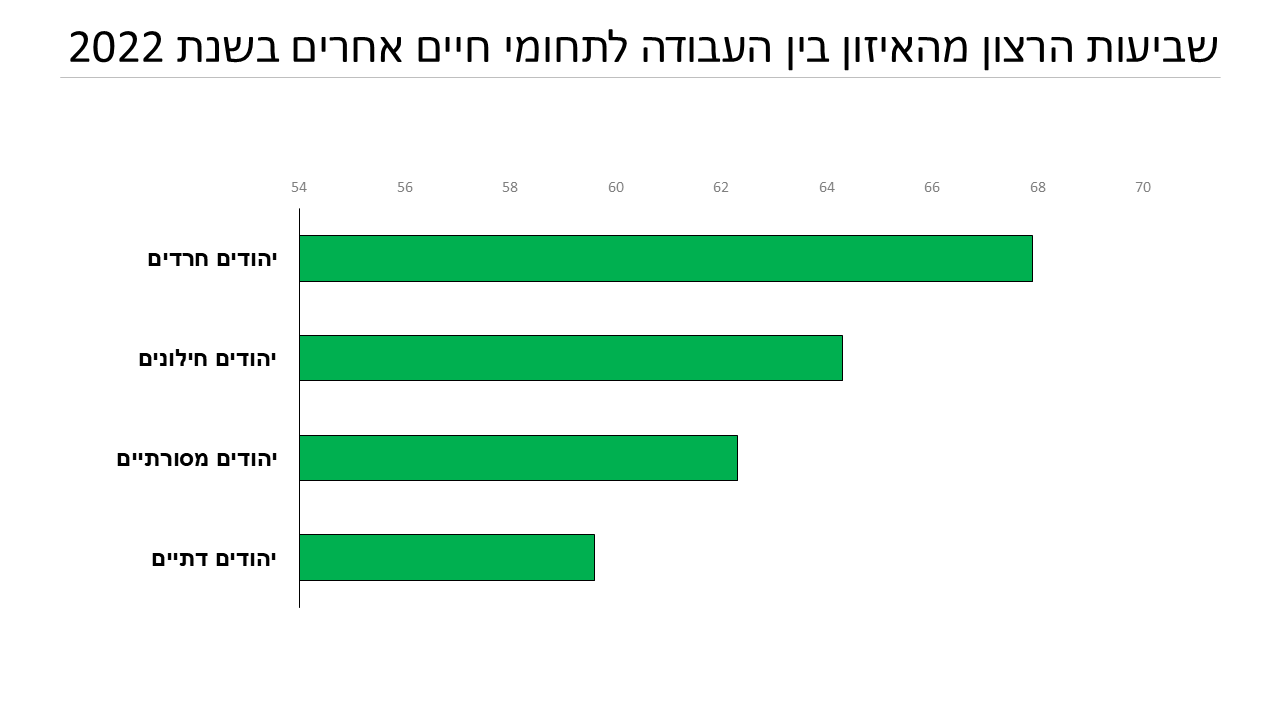 שביעות הרצון מהאיזון בין העבודה לתחומי חיים אחרים בשנת 2022
54 56 58 60 62 64 66 68 70
יהודים חרדים
יהודים חילונים
יהודים מסורתיים
יהודים דתיים